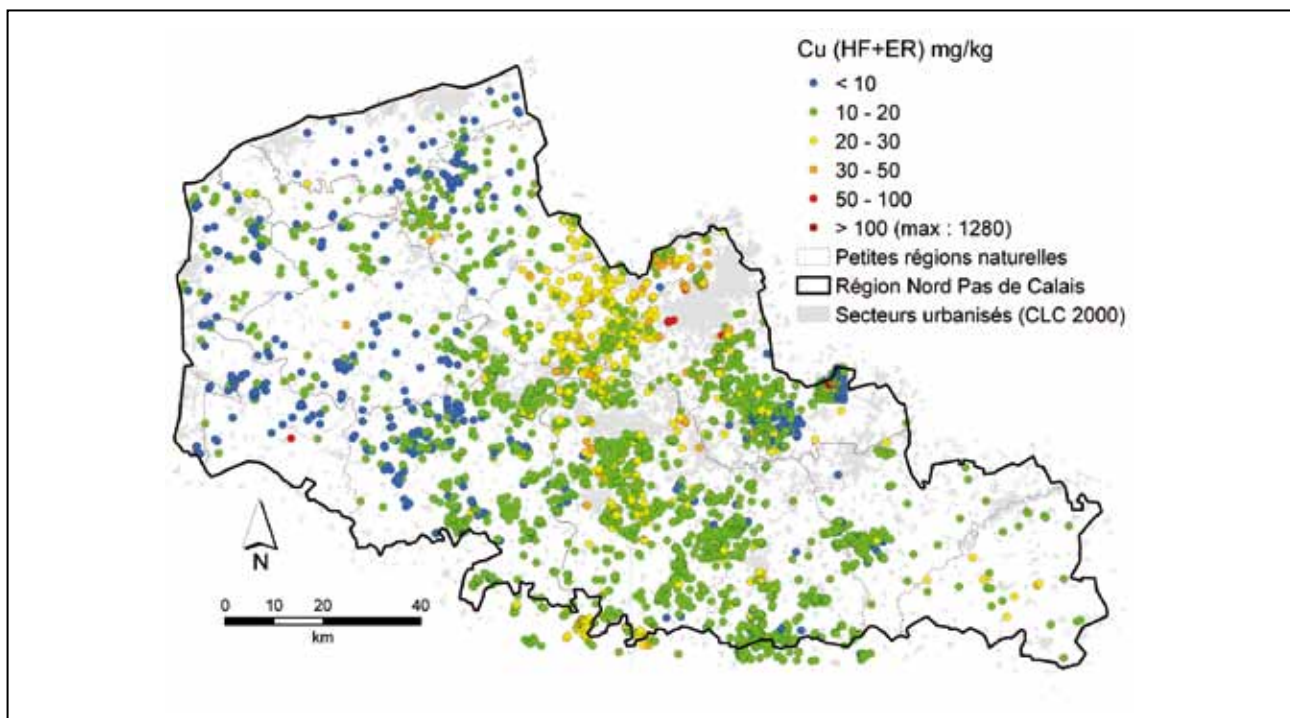 Cu (HF+ER) mg/kg
< 10
10 - 20
20 - 30
30 - 50
50 - 100
> 100 (max : 1280)
Petites régions naturelles
Région Nord Pas de Calais
Secteurs urbanisés (CLC 2000)
N
0 10 20 40
km